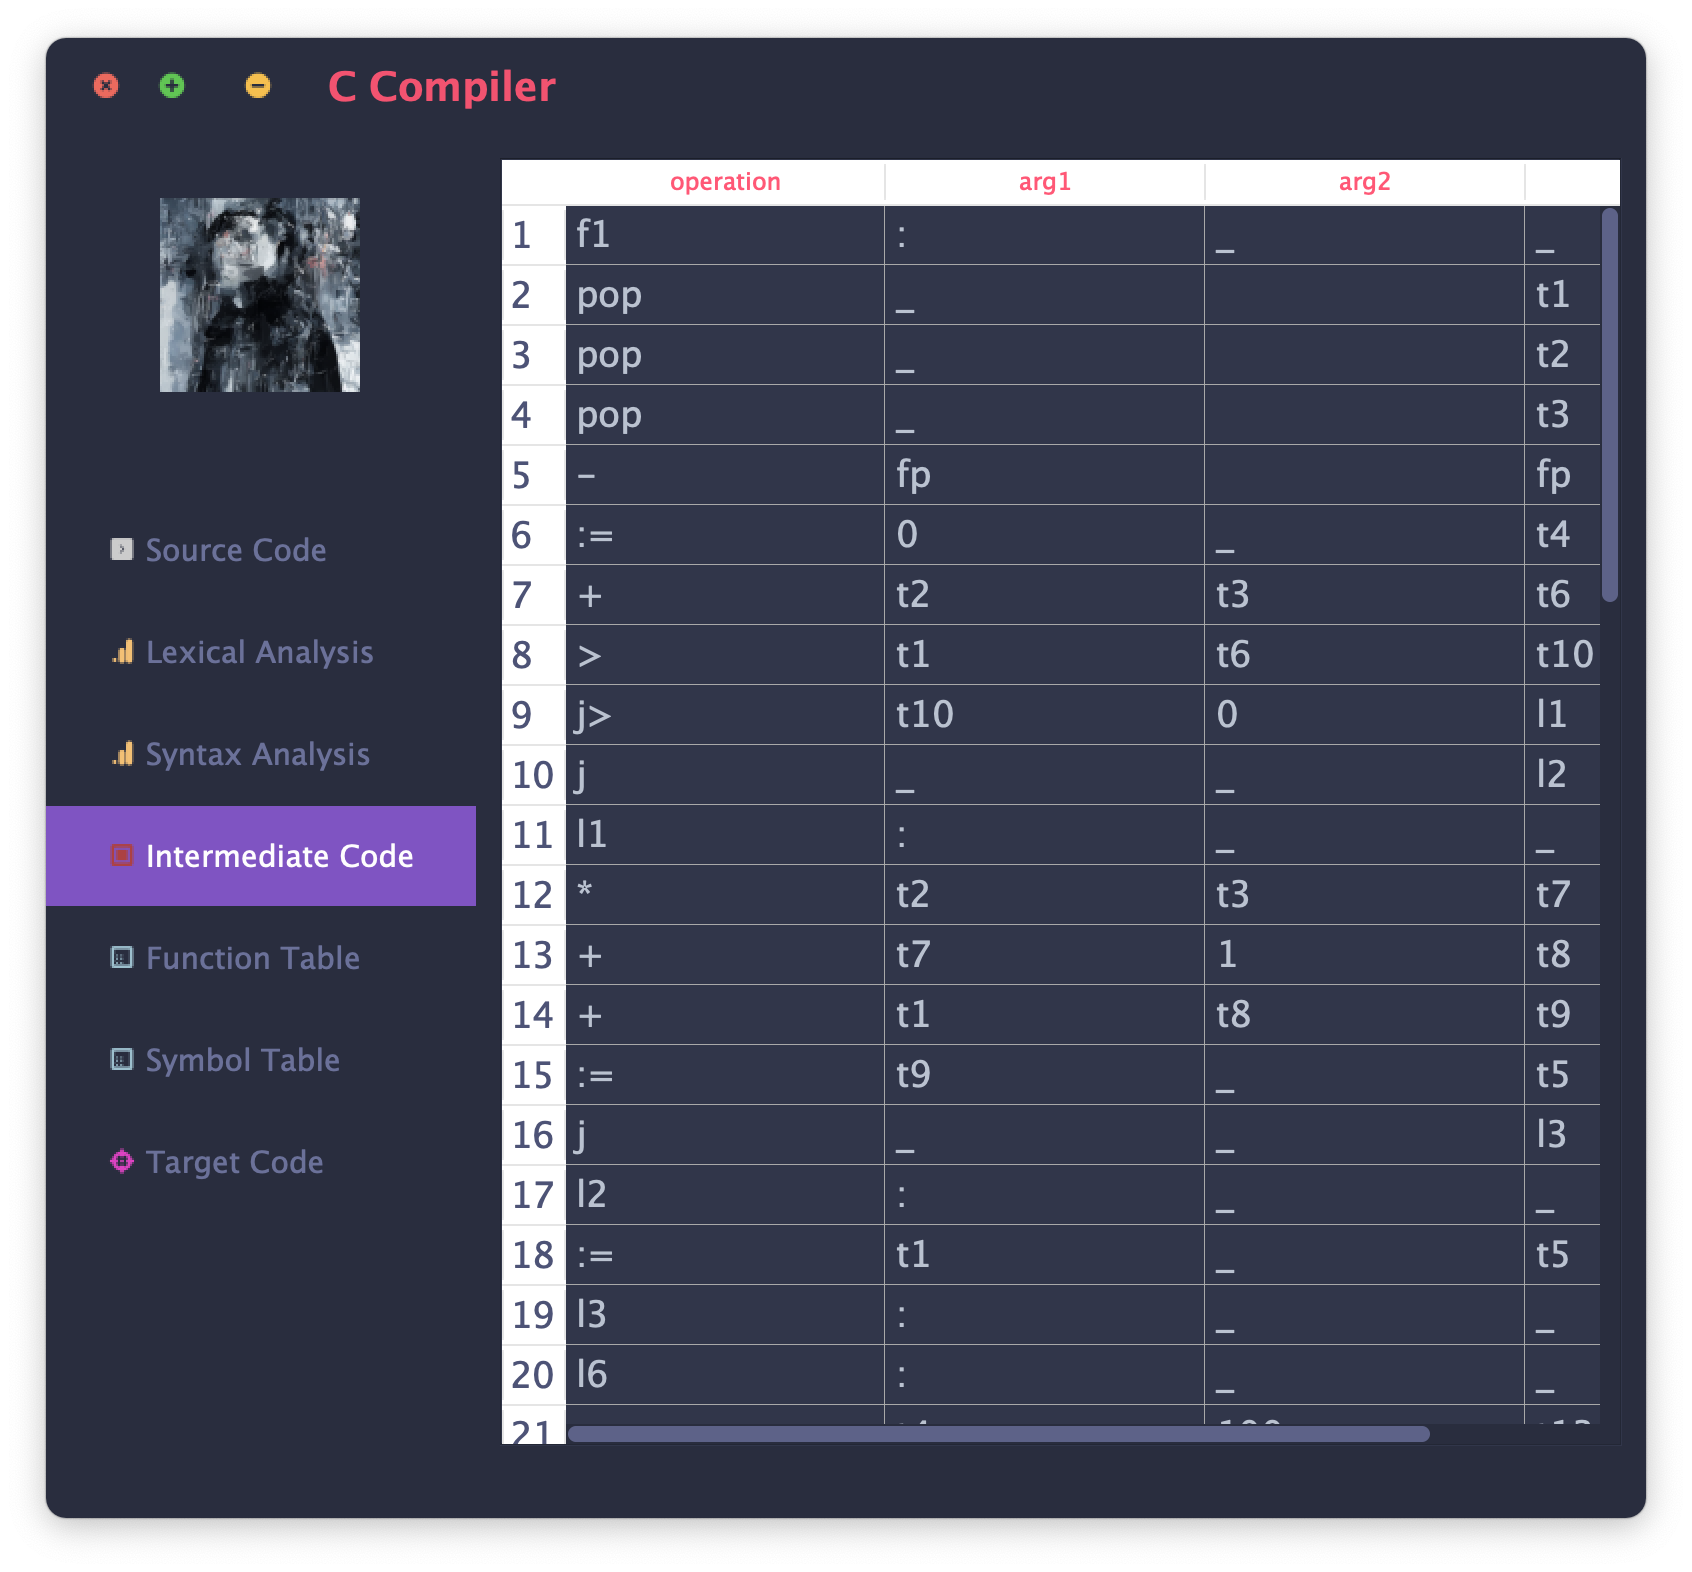 C Compiler
operation arg1 arg2
1 f1 : _ _
2 pop _ t1
3 pop _ t2
4 pop _ t3
5 - fp fp
6 := 0 _ t4
7 + t2 t3 t6
8 > t1 t6 t10
9 j> t10 0 l1
10 j _ _ l2
11 l1 : _ _
12 * t2 t3 t7
13 + t7 1 t8
14 + t1 t8 t9
15 := t9 _ t5
16 j _ _ l3
17 l2 : _ _
18 := t1 _ t5
19 l3 : _ _
20 l6 : _ _
21
Source Code
Lexical Analysis
Syntax Analysis
Intermediate Code
Function Table
Symbol Table
Target Code